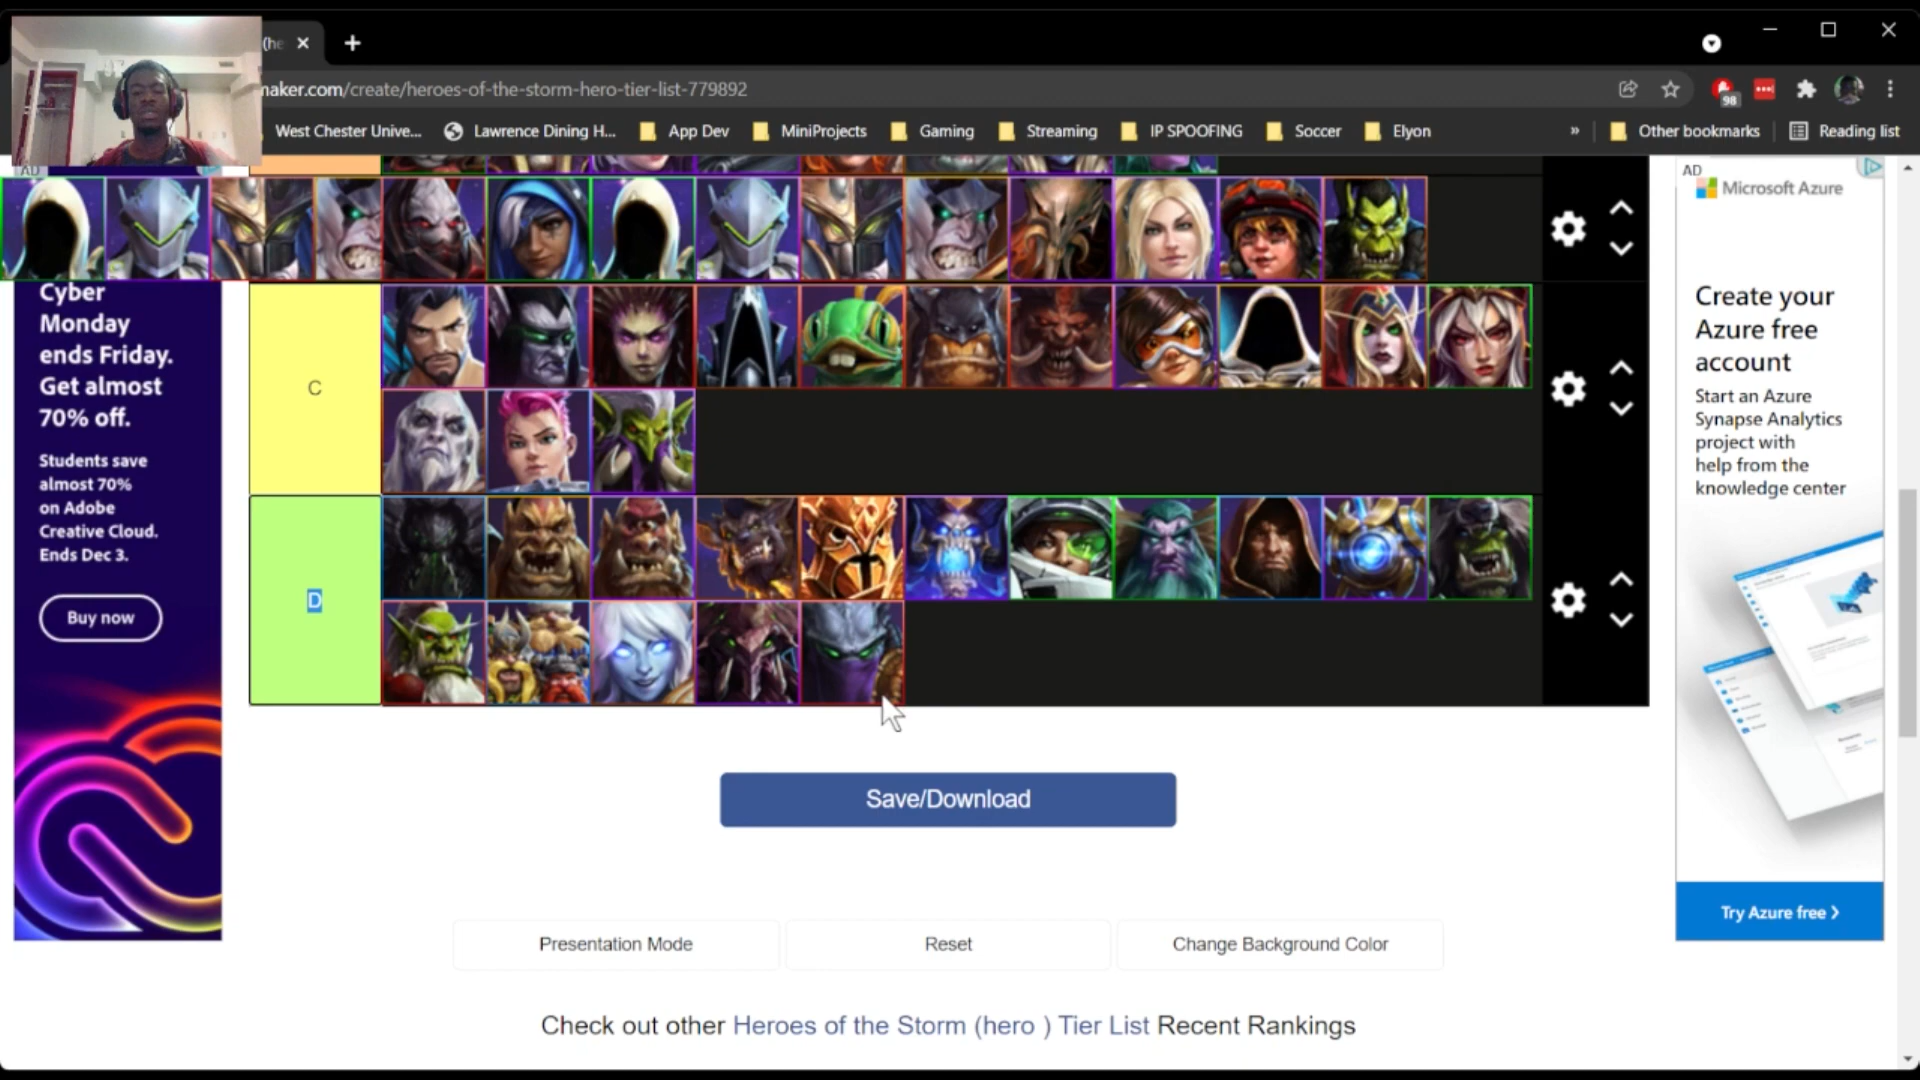 (he
naker.com/create/heroes-of-the-storm-hero-tier-list-779892
98
West Chester Unive...
Lawrence Dining H...
App Dev
MiniProjects
Gaming
Streaming
IP SPOOFING
Soccer
Elyon
»
Other bookmarks
Reading list
AD
Cyber
Monday
ends Friday.
Get almost
70% off.
Students save
almost 70%
on Adobe
Creative Cloud.
Ends Dec 3.
Buy now
C
D
AD
Microsoft Azure
Create your
Azure free
account
Start an Azure
Synapse Analytics
project with
help from the
knowledge center
Try Azure free >
Save/Download
Presentation Mode
Reset
Change Background Color
Check out other Heroes of the Storm (hero ) Tier List Recent Rankings